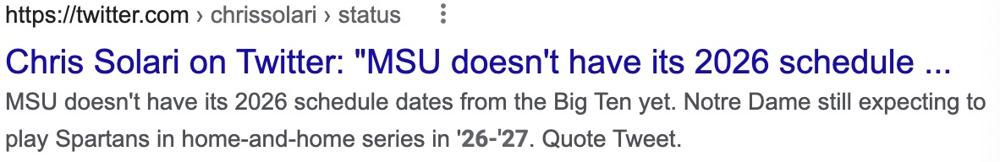 https://twitter.com › chrissolari › status
Chris Solari on Twitter: "MSU doesn't have its 2026 schedule ...
MSU doesn't have its 2026 schedule dates from the Big Ten yet. Notre Dame still expecting to
play Spartans in home-and-home series in '26-'27. Quote Tweet.